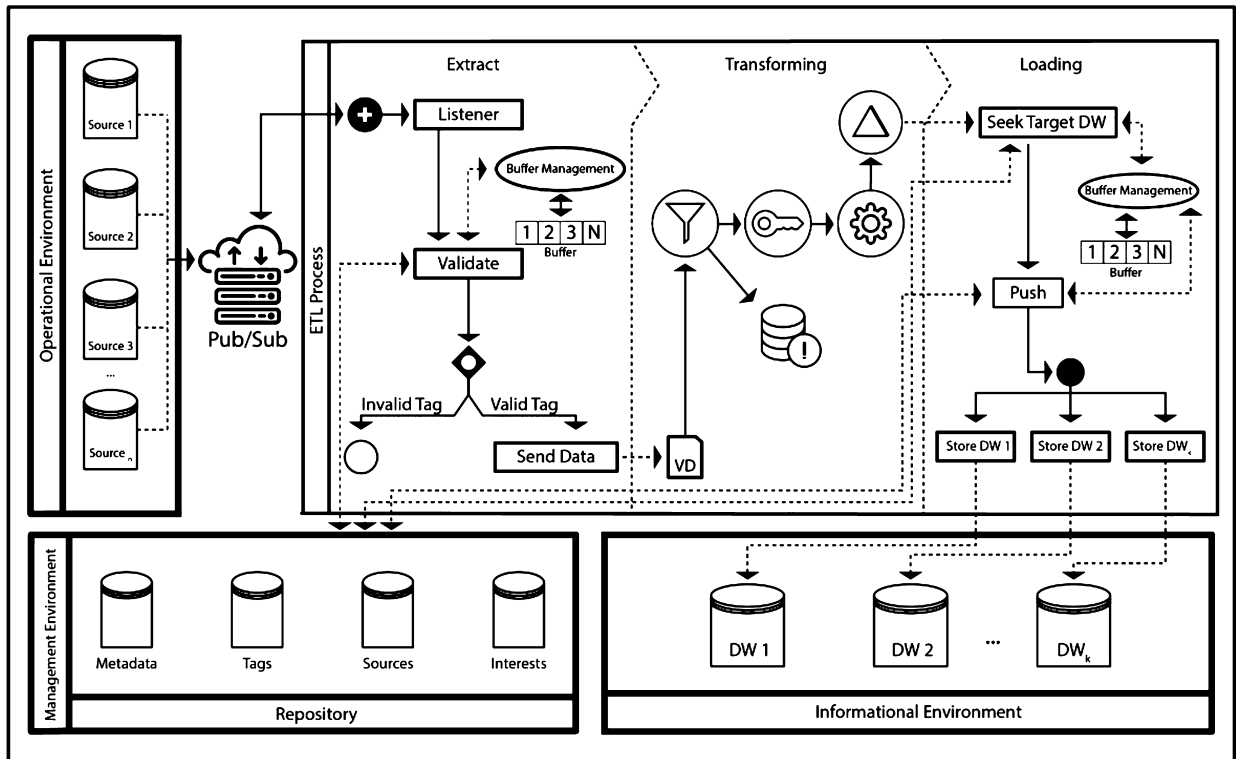 Operational Environment
Source 1
Source 2
Source 3
...
Source n
Pub/Sub
ETL Process
Extract
Listener
Buffer Management
1 2 3 N
Buffer
Validate
Invalid Tag
Valid Tag
Send Data
Transforming
VD
!
Loading
Seek Target DW
Buffer Management
1 2 3 N
Buffer
Push
Store DW 1
Store DW 2
Store DW
Management Environment
Metadata
Tags
Sources
Interests
Repository
DW 1
DW 2
...
DW k
Informational Environment